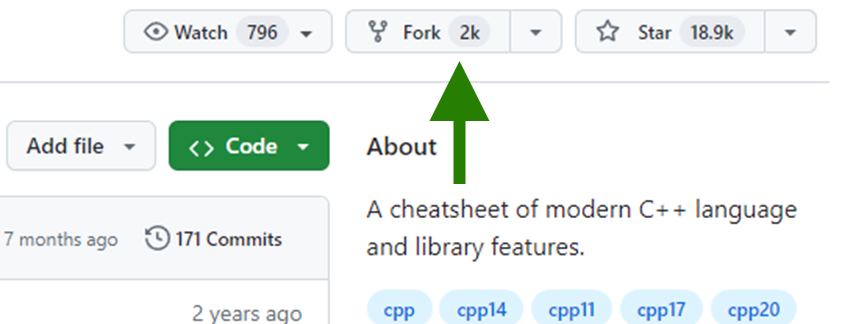 Watch 796 Fork 2k Star 18.9k
Add file Code About
A cheatsheet of modern C++ language
and library features.
7 months ago 171 Commits
2 years ago
cpp cpp14 cpp11 cpp17 cpp20